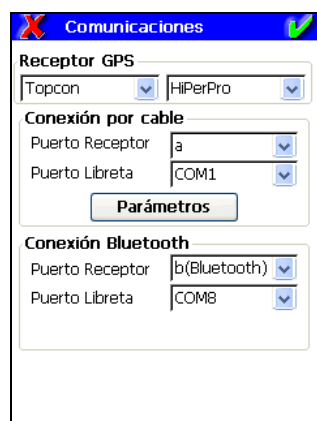 Comunicaciones
Receptor GPS
Topcon HiPerPro
Conexión por cable
Puerto Receptor a
Puerto Libreta COM1
Parámetros
Conexión Bluetooth
Puerto Receptor b(Bluetooth)
Puerto Libreta COM8